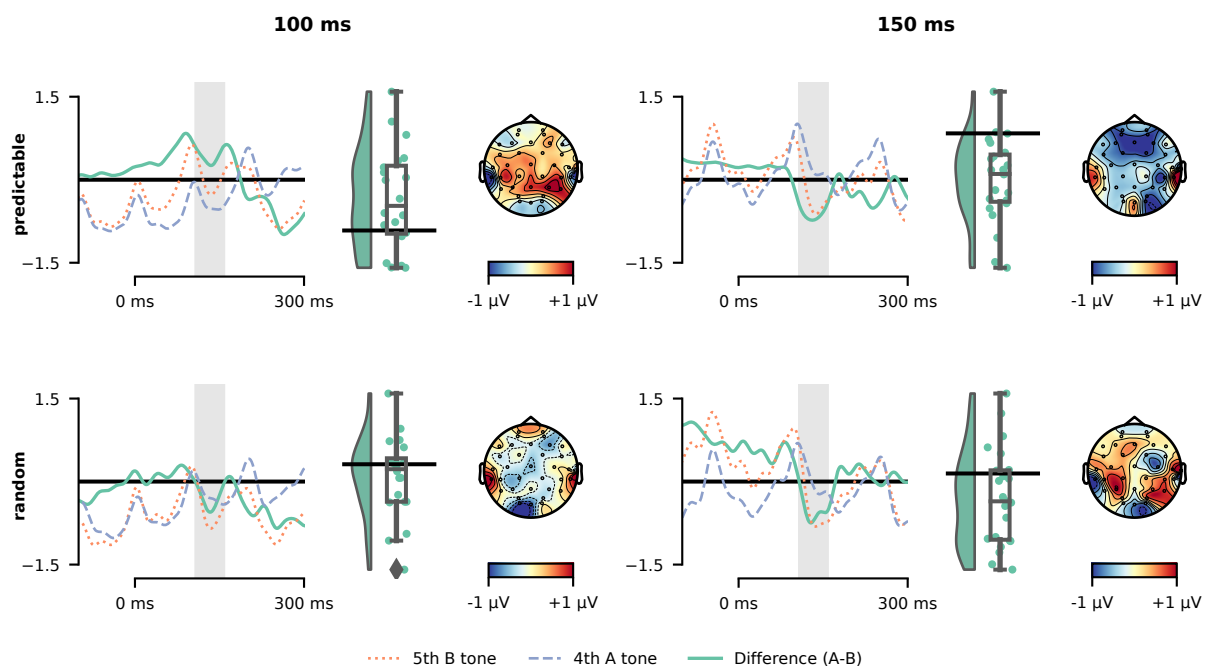 100 ms
150 ms
predictable
1.5
−1.5
0 ms
300 ms
-1 µV
+1 µV
1.5
−1.5
0 ms
300 ms
-1 µV
+1 µV
random
1.5
−1.5
0 ms
300 ms
-1 µV
+1 µV
1.5
−1.5
0 ms
300 ms
-1 µV
+1 µV
5th B tone
4th A tone
Difference (A-B)